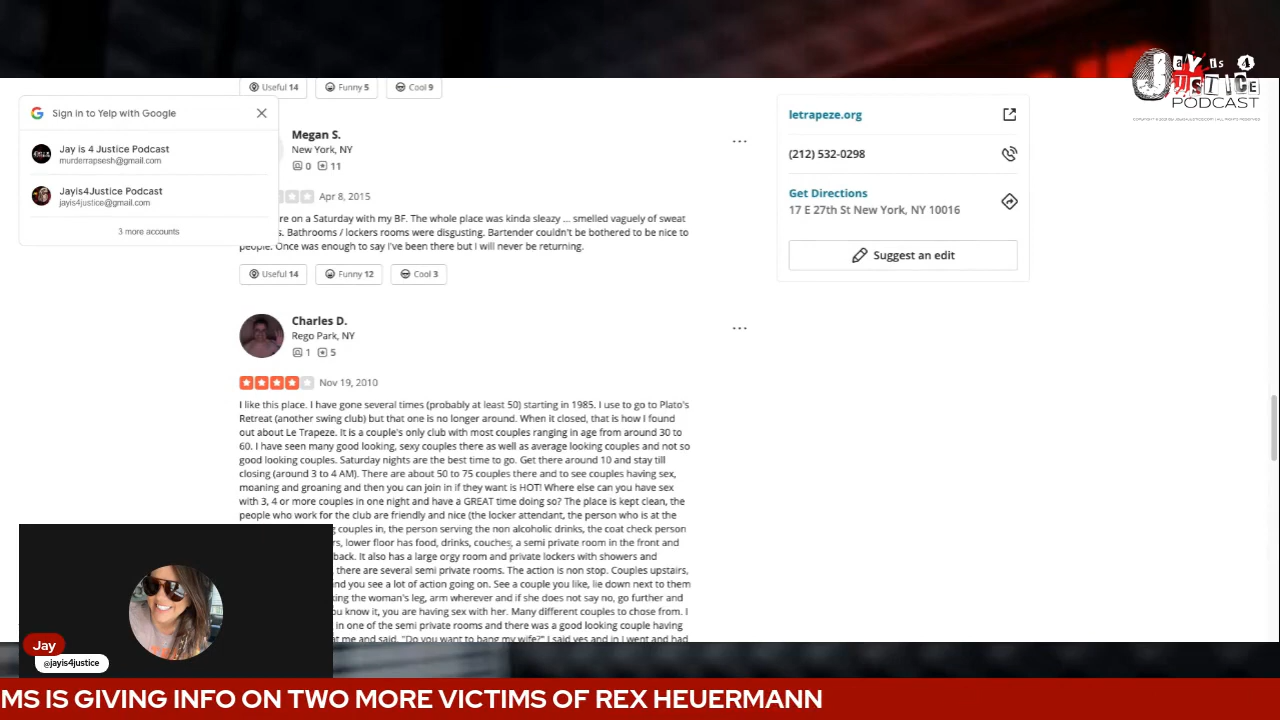 Jay is 4
JUSTICE
PODCAST
Useful 14
Funny 5
Cool 9
Sign in to Yelp with Google
Jay is 4 Justice Podcast
murderrapsesh@gmail.com
JayIs4Justice Podcast
jayis4justice@gmail.com
3 more accounts
Megan S.
New York, NY
0 11
Apr 8, 2015
re on a Saturday with my BF. The whole place was kinda sleazy ... smelled vaguely of sweat
s. Bathrooms / lockers rooms were disgusting. Bartender couldn't be bothered to be nice to
people. Once was enough to say I've been there but I will never be returning.
Useful 14
Funny 12
Cool 3
letrapeze.org
(212) 532-0298
Get Directions
17 E 27th St New York, NY 10016
Suggest an edit
Charles D.
Rego Park, NY
1 5
Nov 19, 2010
I like this place. I have gone several times (probably at least 50) starting in 1985. I use to go to Plato's
Retreat (another swing club) but that one is no longer around. When it closed, that is how I found
out about Le Trapeze. It is a couple's only club with most couples ranging in age from around 30 to
60. I have seen many good looking, sexy couples there as well as average looking couples and not so
good looking couples. Saturday nights are the best time to go. Get there around 10 and stay till
closing (around 3 to 4 AM). There are about 50 to 75 couples there and to see couples having sex,
moaning and groaning and then you can join in if they want is HOT! Where else can you have sex
with 3, 4 or more couples in one night and have a GREAT time doing so? The place is kept clean, the
people who work for the club are friendly and nice (the locker attendant, the person who is at the
g couples in, the person serving the non alcoholic drinks, the coat check person
rs, lower floor has food, drinks, couches, a semi private room in the front and
back. It also has a large orgy room and private lockers with showers and
there are several semi private rooms. The action is non stop. Couples upstairs,
nd you see a lot of action going on. See a couple you like, lie down next to them
king the woman's leg, arm wherever and if she does not say no, go further and
ou know it, you are having sex with her. Many different couples to chose from. I
in one of the semi private rooms and there was a good looking couple having
at me and said, "Do you want to bang my wife?" I said yes and in I went and had
Jay
@jayis4justice
MS IS GIVING INFO ON TWO MORE VICTIMS OF REX HEUERMANN